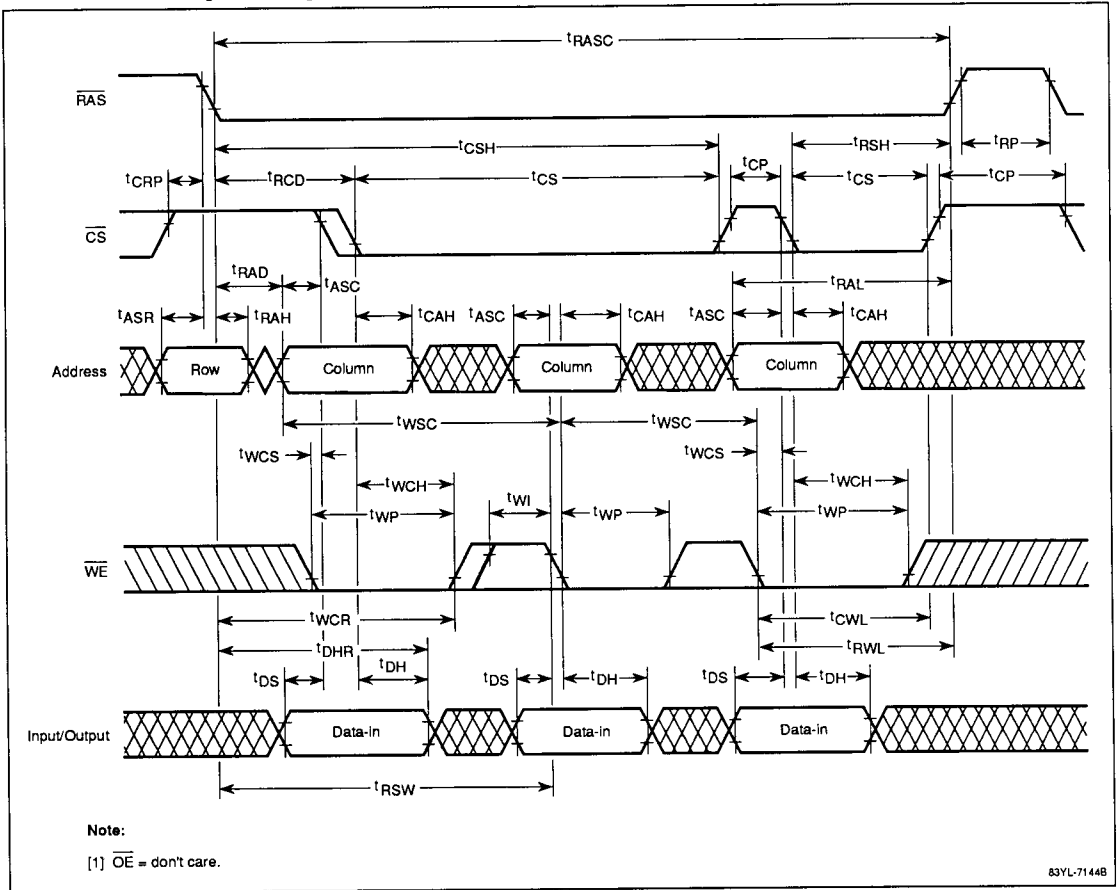 tRASC
RAS
tCSH tRSH tRP
tCRP tRCD tCS tCP tCS tCP
CS
tRAD tASC tRAL
tASR tRAH tCAH tASC tCAH tASC tCAH
Address Row Column Column Column
tWSC tWSC
tWCS tWCS
tWCH tWI tWCH
tWP tWP tWP
WE
tWCR tCWL
tDHR tRWL
tDS tDH tDS tDH tDS tDH
Input/Output Data-in Data-in Data-in
tRSW
Note:
[1] OE = don't care.
83YL-7144B